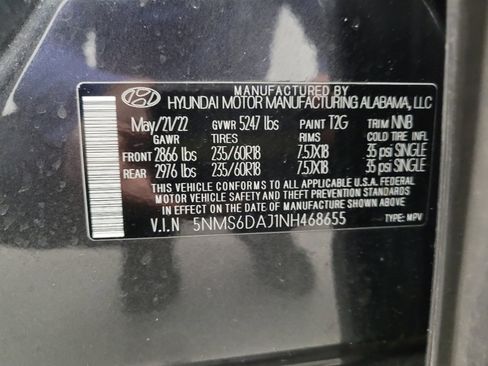 MANUFACTURED BY
HYUNDAI MOTOR MANUFACTURING ALABAMA, LLC
May/21/22 GVWR 5247 lbs PAINT T2G TRIM NNB
GAWR TIRES RIMS COLD TIRE INFL
FRONT 2866 lbs 235/60R18 7.5JX18 35 psi SINGLE
REAR 2976 lbs 235/60R18 7.5JX18 35 psi SINGLE
THIS VEHICLE CONFORMS TO ALL APPLICABLE U.S.A. FEDERAL
MOTOR VEHICLE SAFETY AND THEFT PREVENTION STANDARDS
IN EFFECT ON THE DATE OF MANUFACTURE SHOWN ABOVE
V.I.N 5NMS6DAJ1NH468655 TYPE: MPV